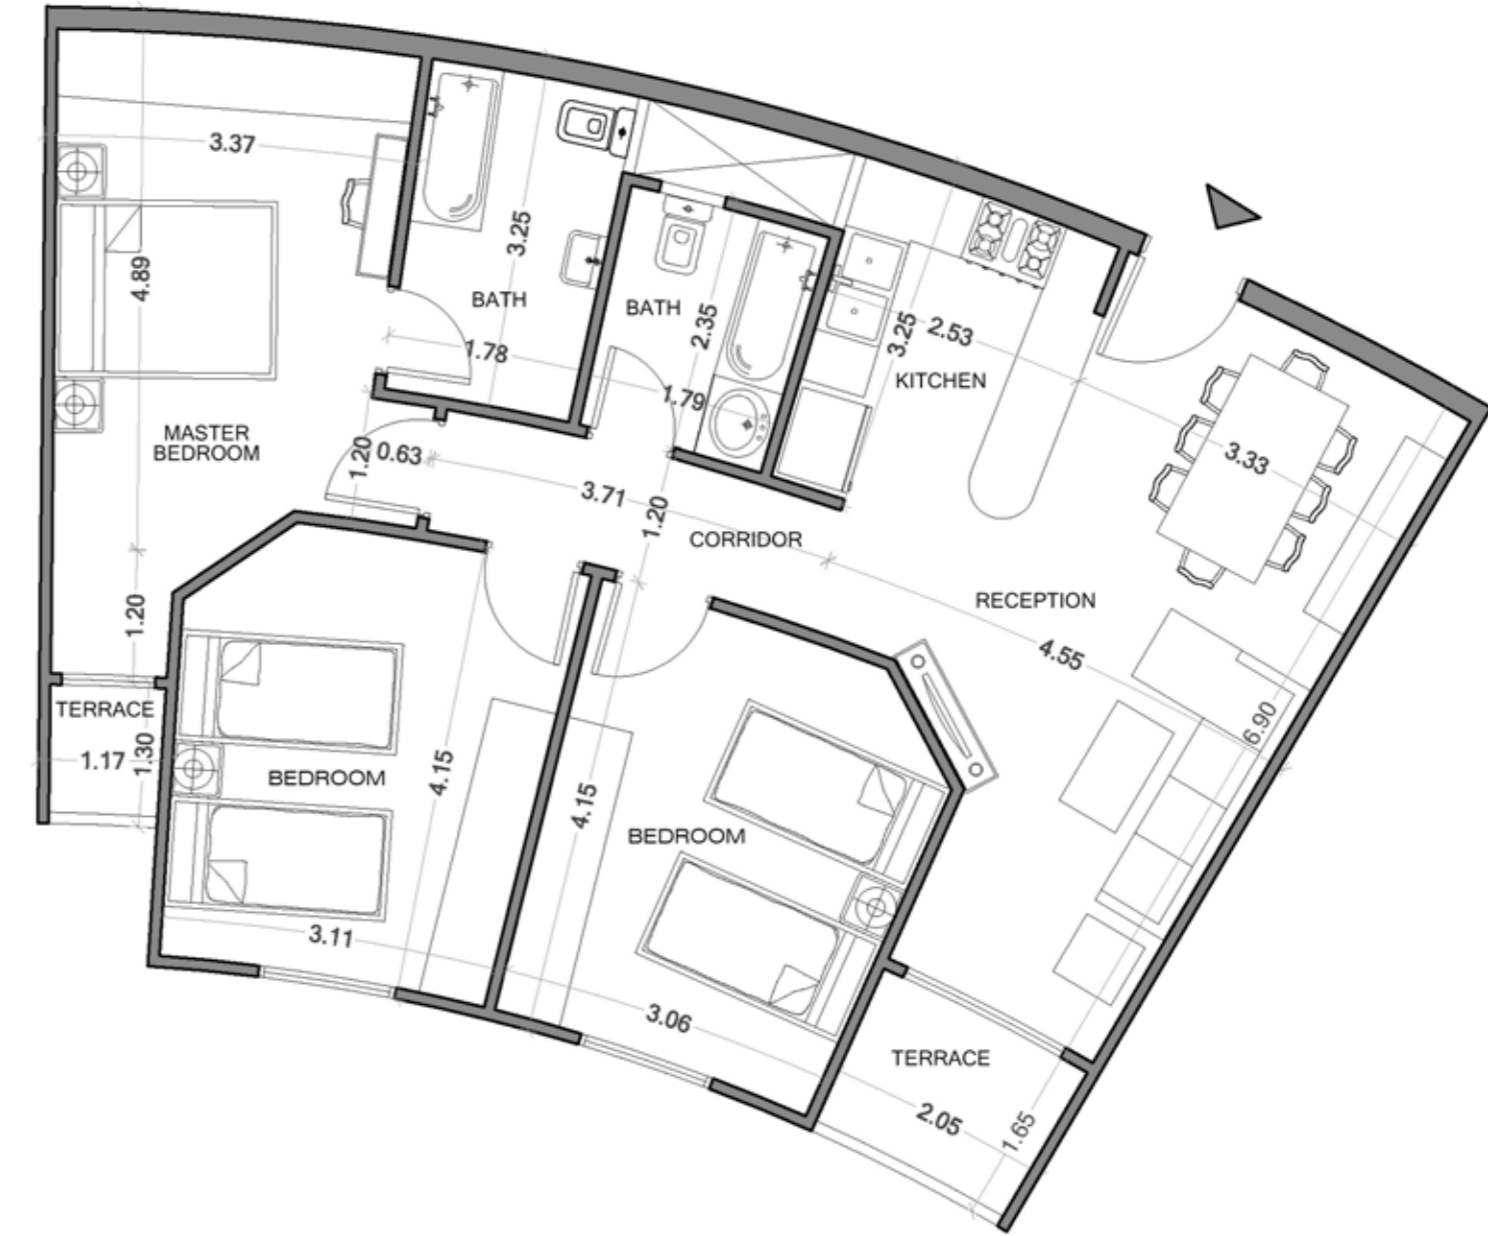 3.37
4.89
3.25
BATH
BATH
2.35
1.78
1.79
3.25
2.53
KITCHEN
MASTER
BEDROOM
1.20
0.63
3.71
1.20
3.33
CORRIDOR
RECEPTION
4.55
1.20
TERRACE
1.17
1.30
BEDROOM
4.15
4.15
BEDROOM
6.90
3.11
3.06
TERRACE
2.05
1.65